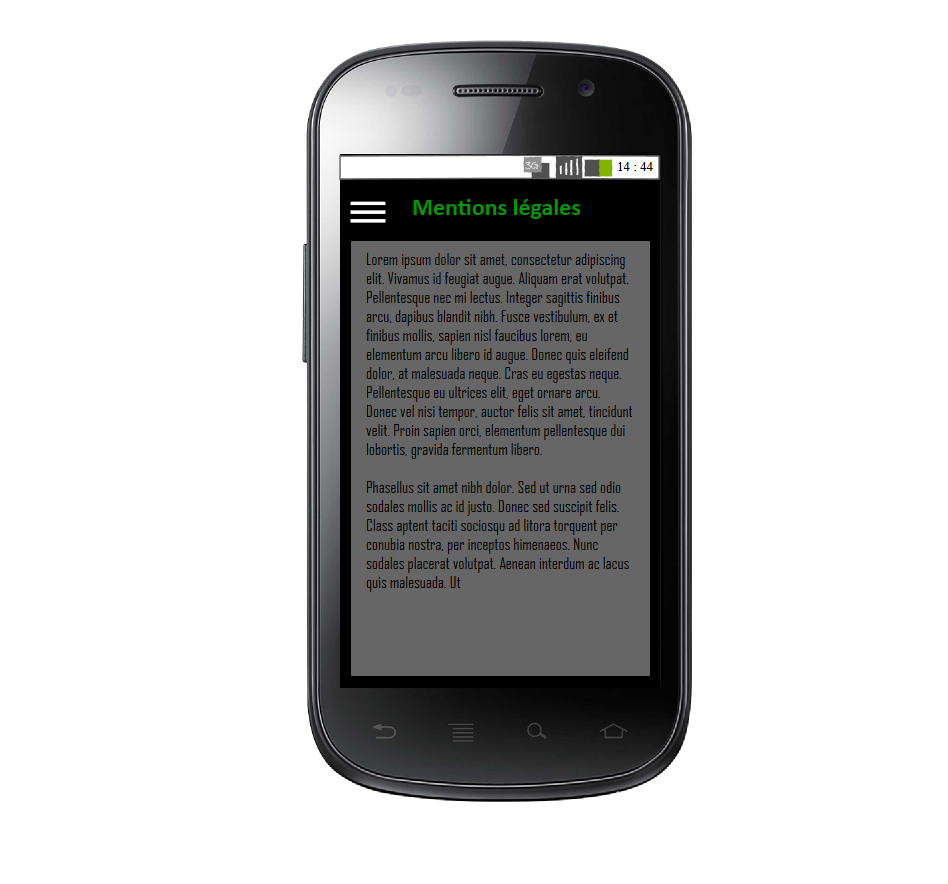 3G 14 : 44
Mentions légales
Lorem ipsum dolor sit amet, consectetur adipiscing
elit. Vivamus id feugiat augue. Aliquam erat volutpat.
Pellentesque nec mi lectus. Integer sagittis finibus
arcu, dapibus blandit nibh. Fusce vestibulum, ex et
finibus mollis, sapien nisl faucibus lorem, eu
elementum arcu libero id augue. Donec quis eleifend
dolor, at malesuada neque. Cras eu egestas neque.
Pellentesque eu ultrices elit, eget ornare arcu.
Donec vel nisi tempor, auctor felis sit amet, tincidunt
velit. Proin sapien orci, elementum pellentesque dui
lobortis, gravida fermentum libero.
Phasellus sit amet nibh dolor. Sed ut urna sed odio
sodales mollis ac id justo. Donec sed suscipit felis.
Class aptent taciti sociosqu ad litora torquent per
conubia nostra, per inceptos himenaeos. Nunc
sodales placerat volutpat. Aenean interdum ac lacus
quis malesuada. Ut